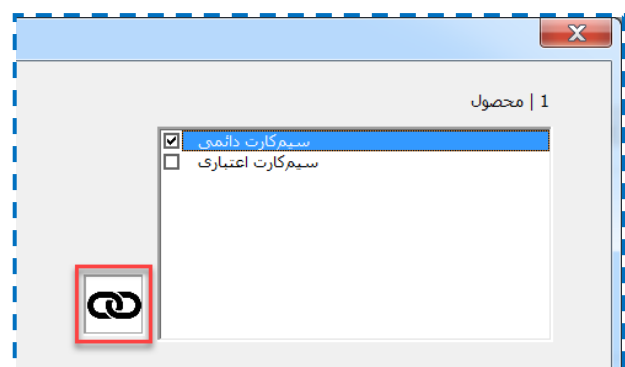 1 | محصول
سیم‌کارت دائمی
سیم‌کارت اعتباری